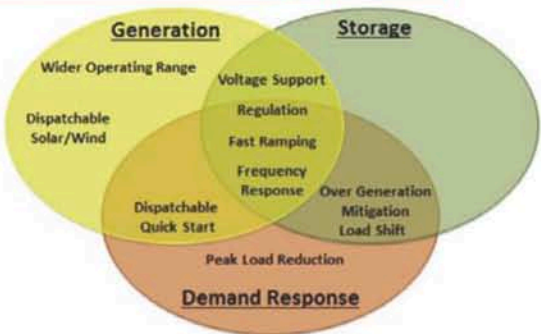 Generation
Storage
Wider Operating Range
Voltage Support
Dispatchable
Solar/Wind
Regulation
Fast Ramping
Frequency
Response
Over Generation
Mitigation
Load Shift
Dispatchable
Quick Start
Peak Load Reduction
Demand Response